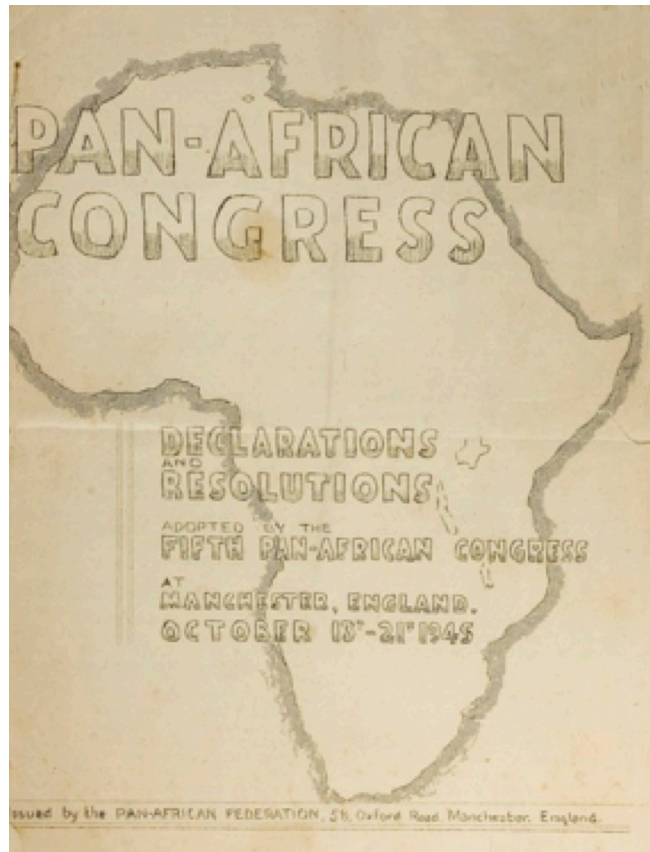 PAN-AFRICAN
CONGRESS
DECLARATIONS
AND
RESOLUTIONS
ADOPTED BY THE
FIFTH PAN-AFRICAN CONGRESS
AT
MANCHESTER, ENGLAND.
OCTOBER 13TH-21ST 1945
Issued by the PAN-AFRICAN FEDERATION, Oxford Road, Manchester. England.